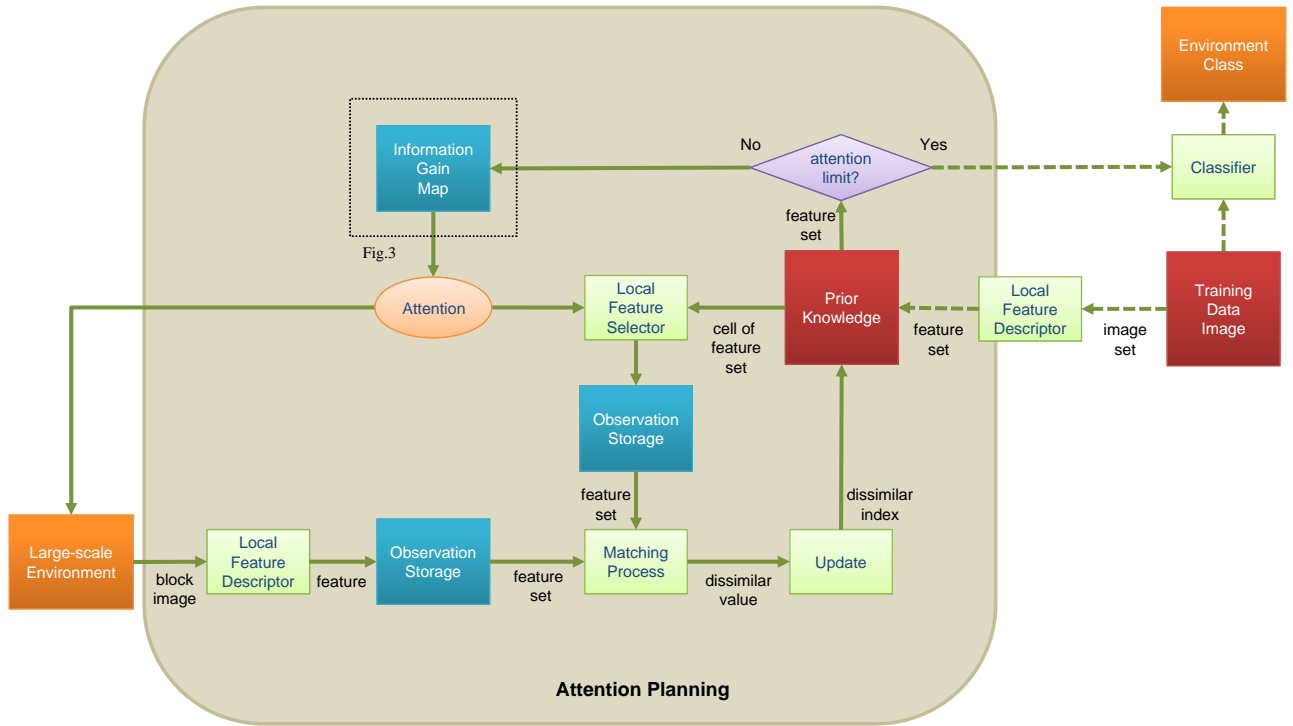 Environment
Class
Information
Gain
Map
No
attention
limit?
Yes
Classifier
Fig.3
feature
set
Attention
Local
Feature
Selector
Prior
Knowledge
Local
Feature
Descriptor
Training
Data
Image
cell of
feature
set
feature
set
image
set
Observation
Storage
feature
set
dissimilar
index
Large-scale
Environment
block
image
Local
Feature
Descriptor
feature
Observation
Storage
feature
set
Matching
Process
dissimilar
value
Update
Attention Planning